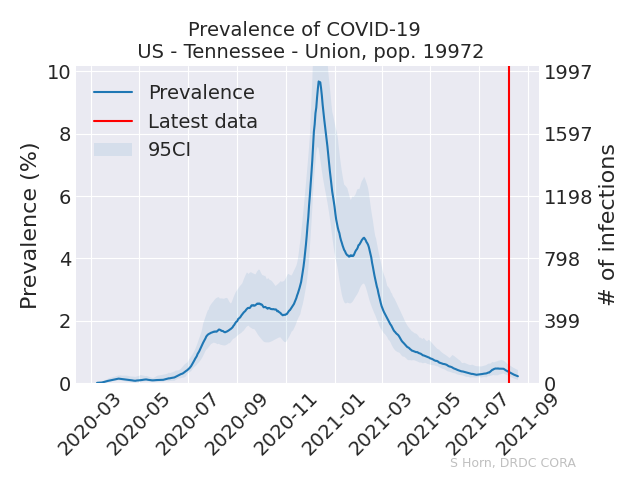 Prevalence of COVID-19
US - Tennessee - Union, pop. 19972
Prevalence
Latest data
95CI
Prevalence (%)
10
8
6
4
2
0
1997
1597
1198
798
399
0
# of infections
2020-03
2020-05
2020-07
2020-09
2020-11
2021-01
2021-03
2021-05
2021-07
2021-09
S Horn, DRDC CORA